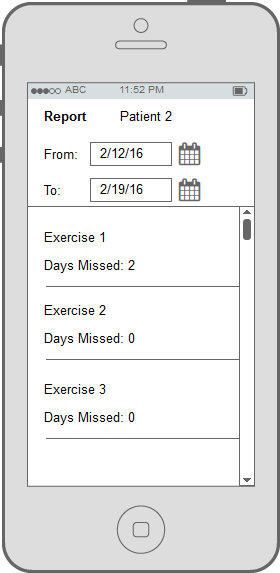 ABC 11:52 PM
Report Patient 2
From: 2/12/16
To: 2/19/16
Exercise 1
Days Missed: 2
Exercise 2
Days Missed: 0
Exercise 3
Days Missed: 0